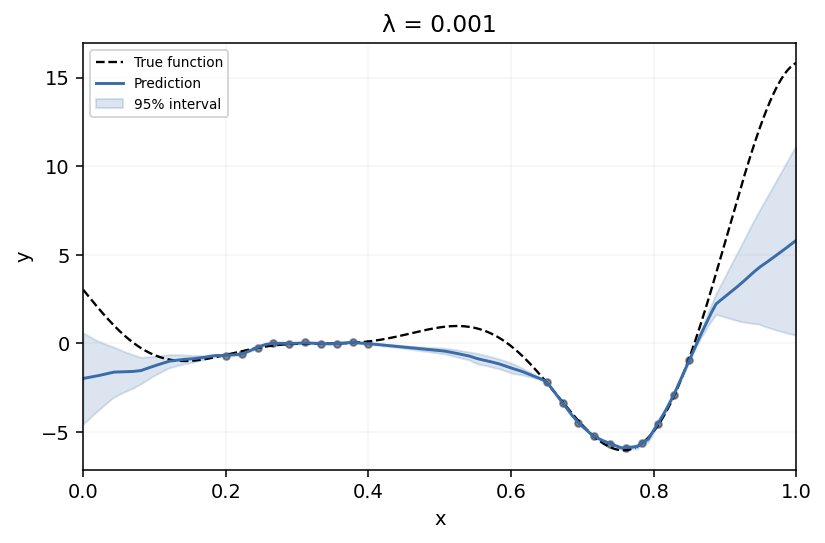 λ = 0.001
True function
Prediction
95% interval
15
10
5
0
−5
y
0.0 0.2 0.4 0.6 0.8 1.0
x